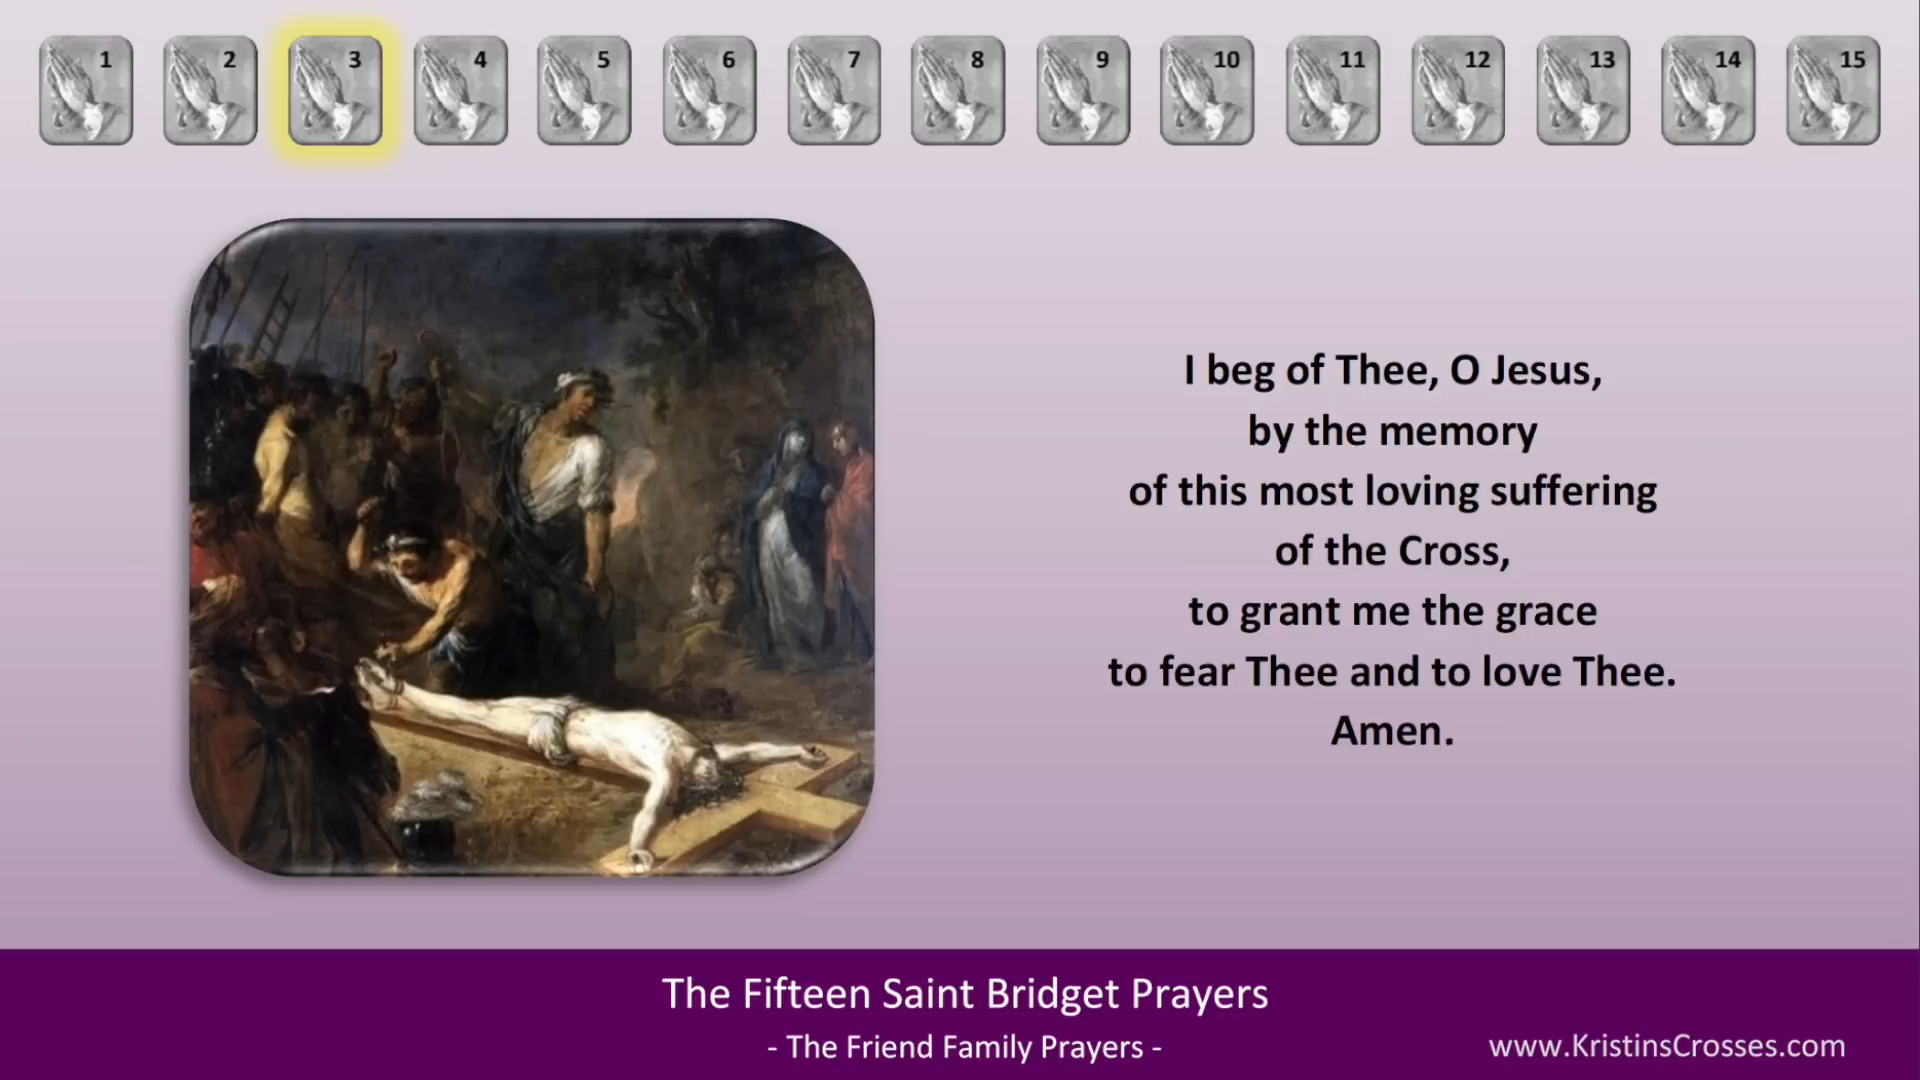 1 2 3 4 5 6 7 8 9 10 11 12 13 14 15
I beg of Thee, O Jesus,
by the memory
of this most loving suffering
of the Cross,
to grant me the grace
to fear Thee and to love Thee.
Amen.
The Fifteen Saint Bridget Prayers
- The Friend Family Prayers -
www.KristinsCrosses.com